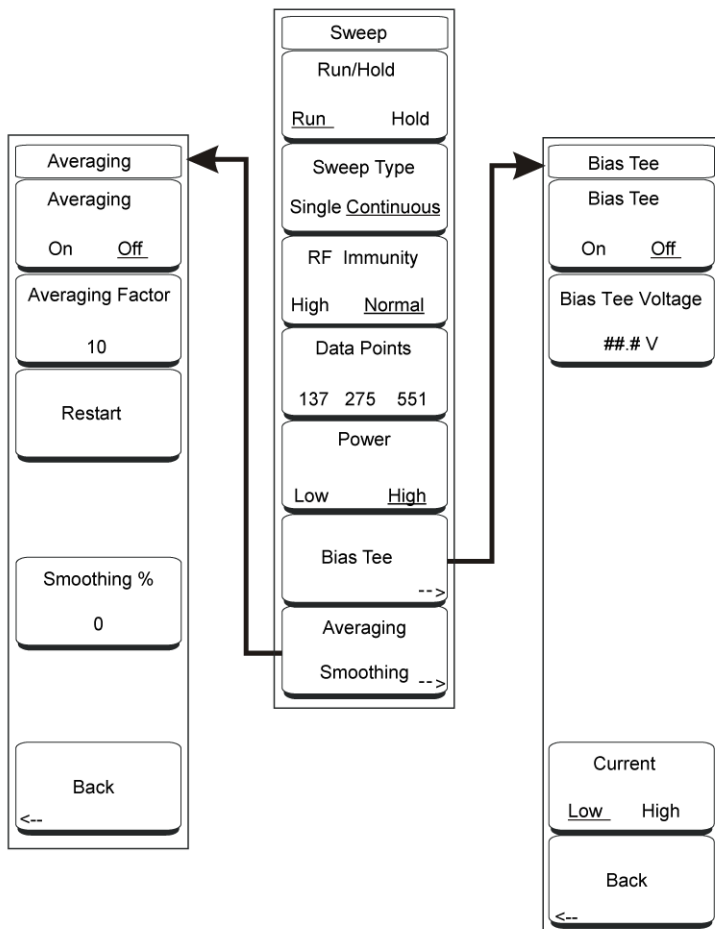 Sweep
Run/Hold
Run Hold
Sweep Type
Single Continuous
RF Immunity
High Normal
Data Points
137 275 551
Power
Low High
Bias Tee
-->
Averaging
Smoothing -->
Averaging
Averaging
On Off
Averaging Factor
10
Restart
Smoothing %
0
Back
<--
Bias Tee
Bias Tee
On Off
Bias Tee Voltage
##.# V
Current
Low High
Back
<--